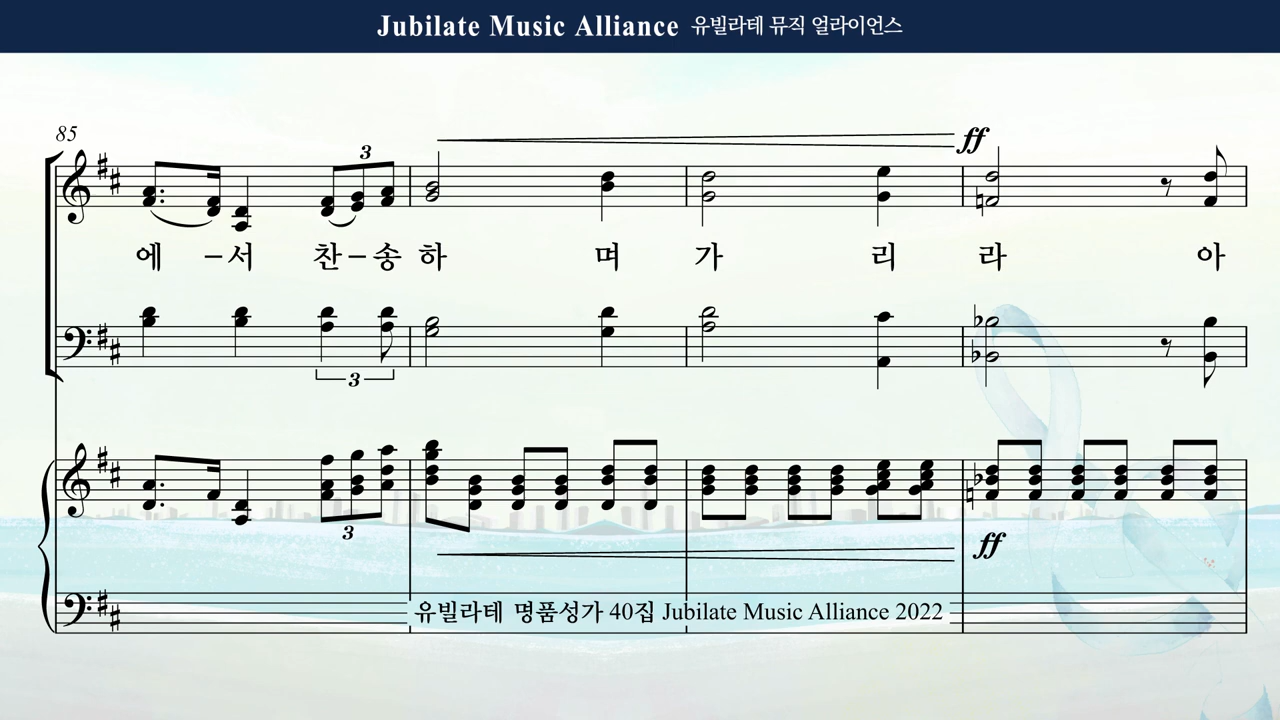 Jubilate Music Alliance 유빌라테 뮤직 얼라이언스
85
3
ff
에 – 서 찬 – 송 하 며 가 리 라 아
3
3
ff
유빌라테 명품성가 40집 Jubilate Music Alliance 2022